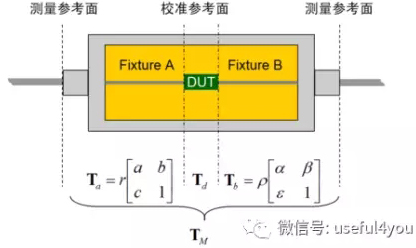 测量参考面 校准参考面 测量参考面
Fixture A DUT Fixture B
T_a = r [a b; c 1] T_d T_b = ρ [α β; ε 1]
T_M
微信号: useful4you